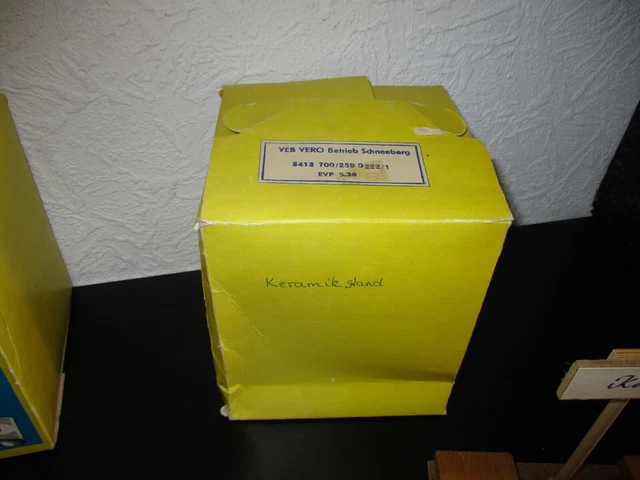 VEB VERO Betrieb Schneeberg
5413 700/259 0222/1
EVP 5.30
Keramikstand